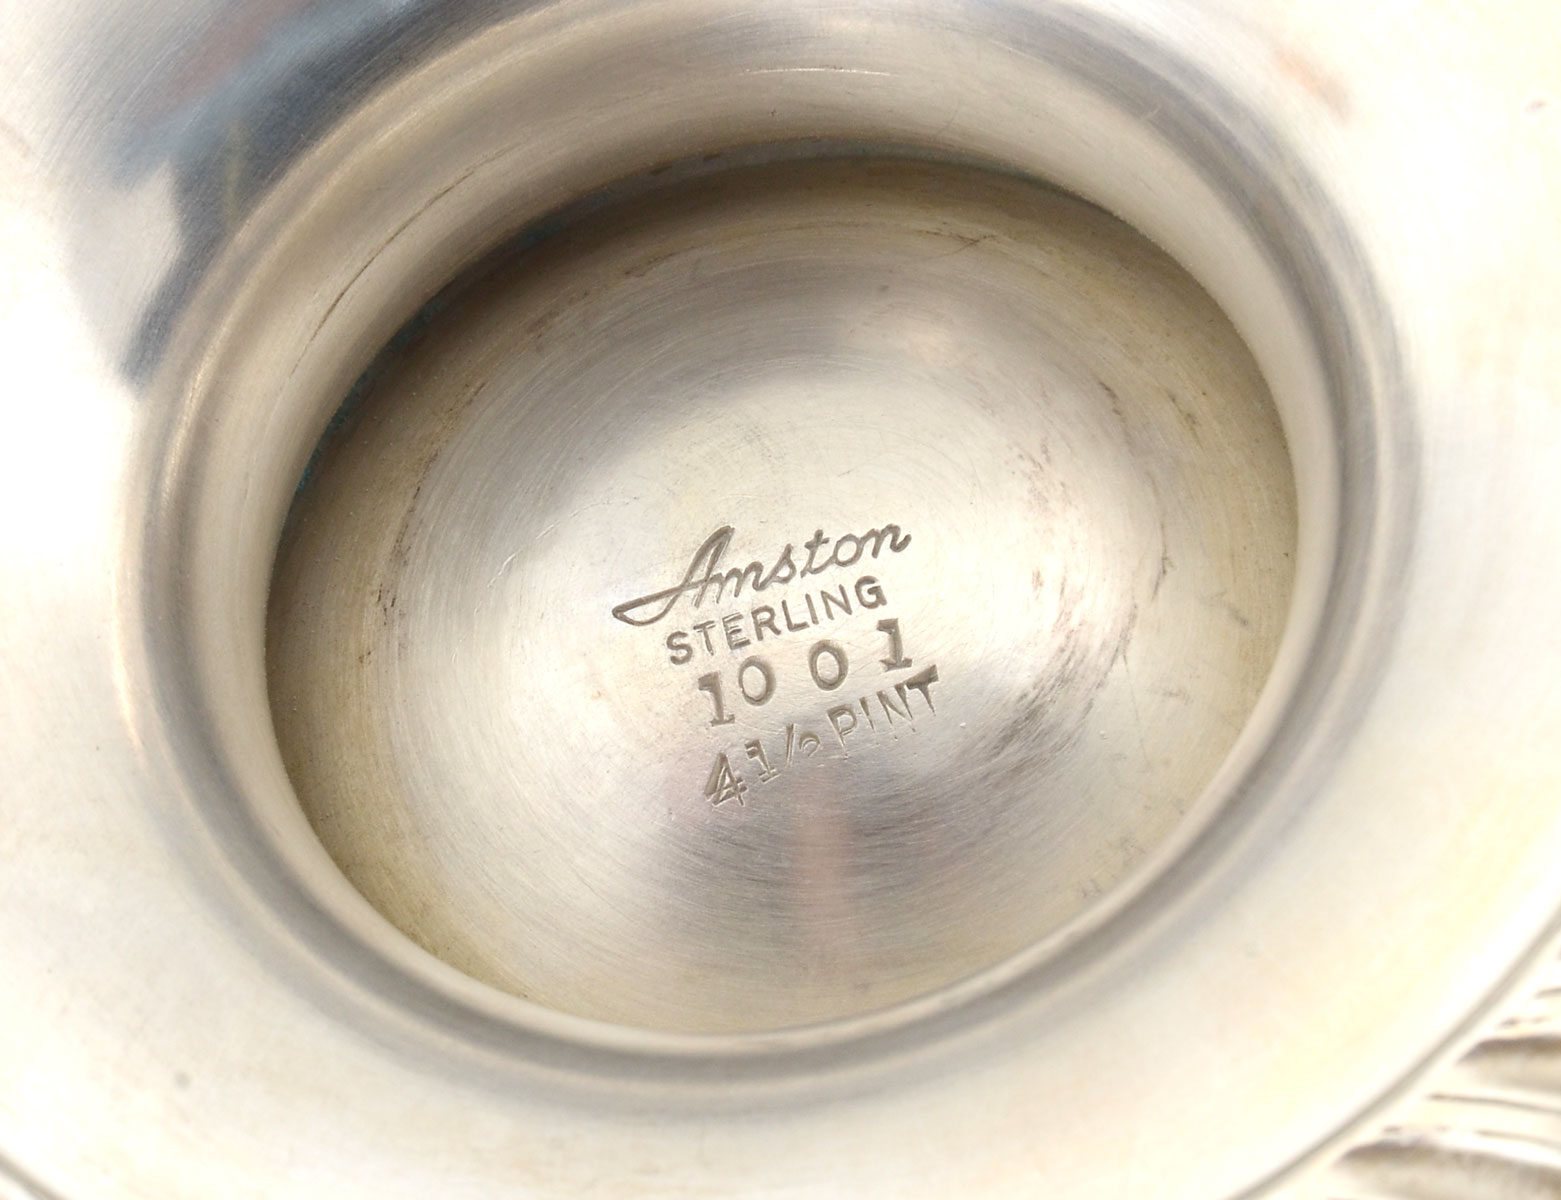 Amston
STERLING
1001
4 1/2 PINT